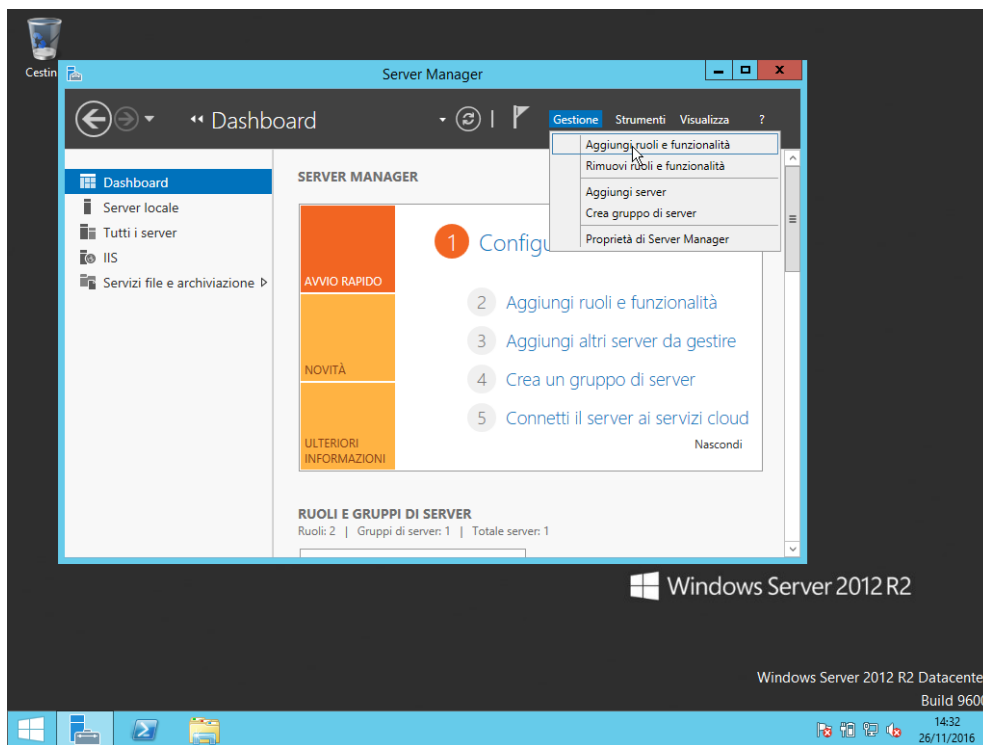 Cestin
Server Manager
Dashboard
Gestione Strumenti Visualizza ?
Aggiungi ruoli e funzionalità
Rimuovi ruoli e funzionalità
Aggiungi server
Crea gruppo di server
Proprietà di Server Manager
Dashboard
Server locale
Tutti i server
IIS
Servizi file e archiviazione
SERVER MANAGER
AVVIO RAPIDO
NOVITÀ
ULTERIORI
INFORMAZIONI
1 Configu
2 Aggiungi ruoli e funzionalità
3 Aggiungi altri server da gestire
4 Crea un gruppo di server
5 Connetti il server ai servizi cloud
Nascondi
RUOLI E GRUPPI DI SERVER
Ruoli: 2 | Gruppi di server: 1 | Totale server: 1
Windows Server 2012 R2
Windows Server 2012 R2 Datacente
Build 9600
14:32
26/11/2016